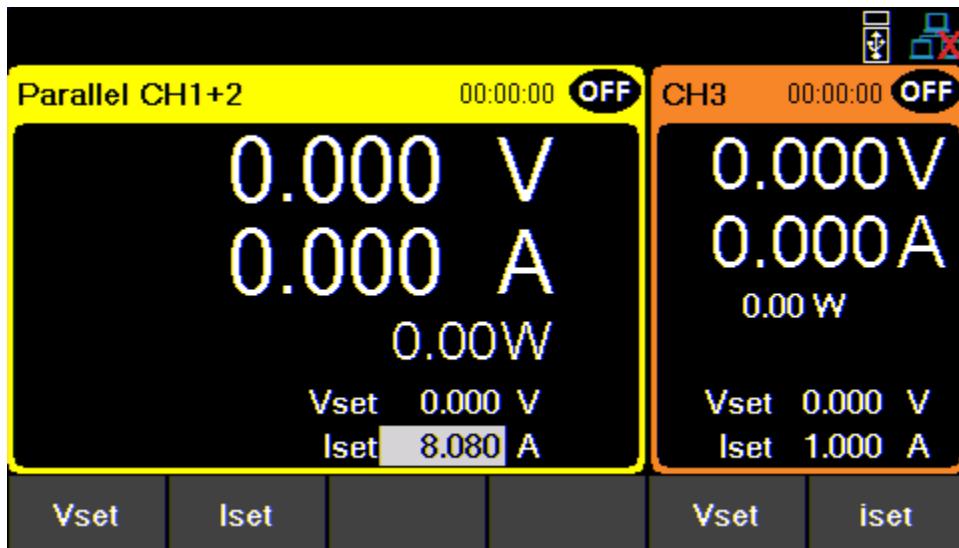 Parallel CH1+2 00:00:00 OFF
0.000 V
0.000 A
0.00W
Vset 0.000 V
Iset 8.080 A
CH3 00:00:00 OFF
0.000V
0.000A
0.00 W
Vset 0.000 V
Iset 1.000 A
Vset Iset Vset iset